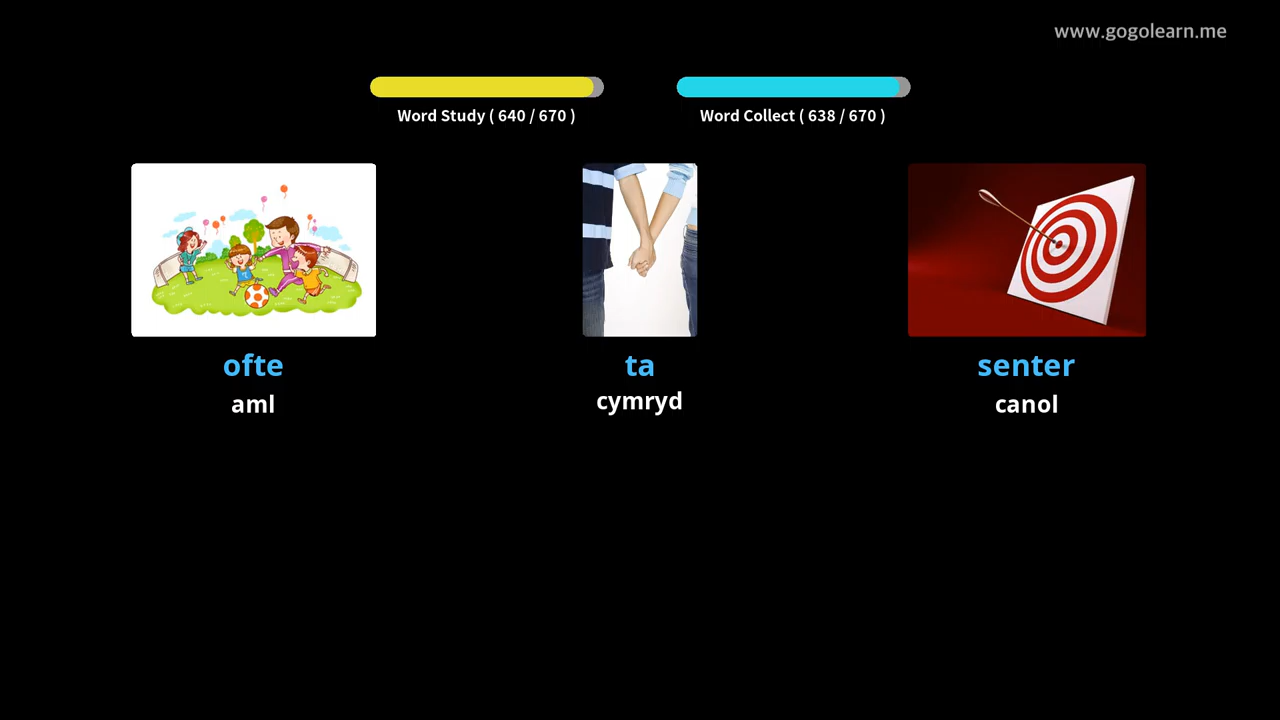 www.gogolearn.me
Word Study ( 640 / 670 )
Word Collect ( 638 / 670 )
ofte
ta
senter
aml
cymryd
canol